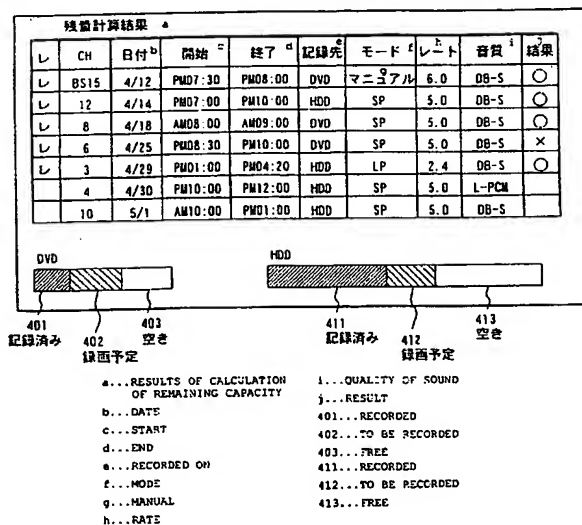 残量計算結果 a
レ CH 日付 b 開始 c 終了 d 記録先 e モード f レート h 音質 i 結果 j
レ BS15 4/12 PM07:30 PM08:00 DVD マニュアル g 6.0 DB-S ○
レ 12 4/14 PM07:00 PM10:00 HDD SP 5.0 DB-S ○
レ 8 4/18 AM08:00 AM09:00 DVD SP 5.0 DB-S ○
レ 6 4/25 PM08:30 PM10:00 DVD SP 5.0 DB-S ×
レ 3 4/29 PM01:00 PM04:20 HDD LP 2.4 DB-S ○
4 4/30 PM10:00 PM12:00 HDD SP 5.0 L-PCM
10 5/1 AM10:00 PM01:00 HDD SP 5.0 DB-S
DVD HDD
401 402 403 411 412 413
記録済み 録画予定 空き 記録済み 録画予定 空き
a...RESULTS OF CALCULATION
OF REMAINING CAPACITY
b...DATE
c...START
d...END
e...RECORDED ON
f...MODE
g...MANUAL
h...RATE
i...QUALITY OF SOUND
j...RESULT
401...RECORDED
402...TO BE RECORDED
403...FREE
411...RECORDED
412...TO BE RECORDED
413...FREE